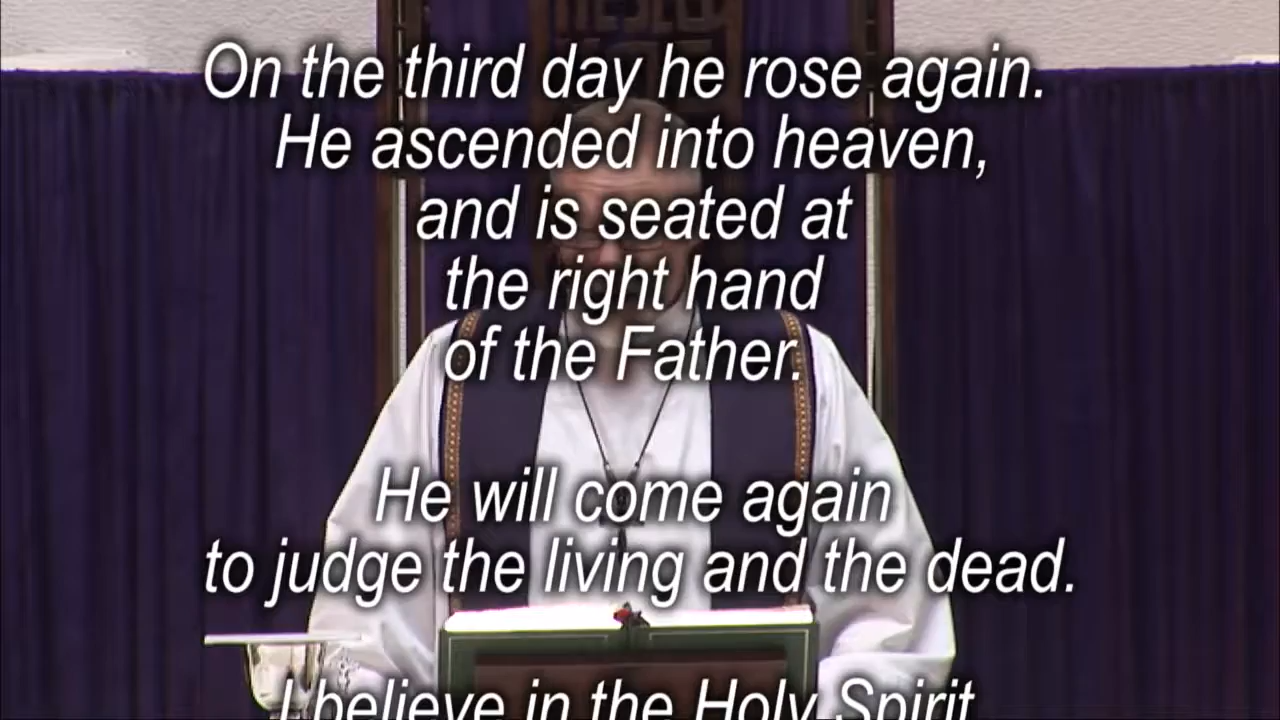 On the third day he rose again.
He ascended into heaven,
and is seated at
the right hand
of the Father.
He will come again
to judge the living and the dead.
I believe in the Holy Spirit